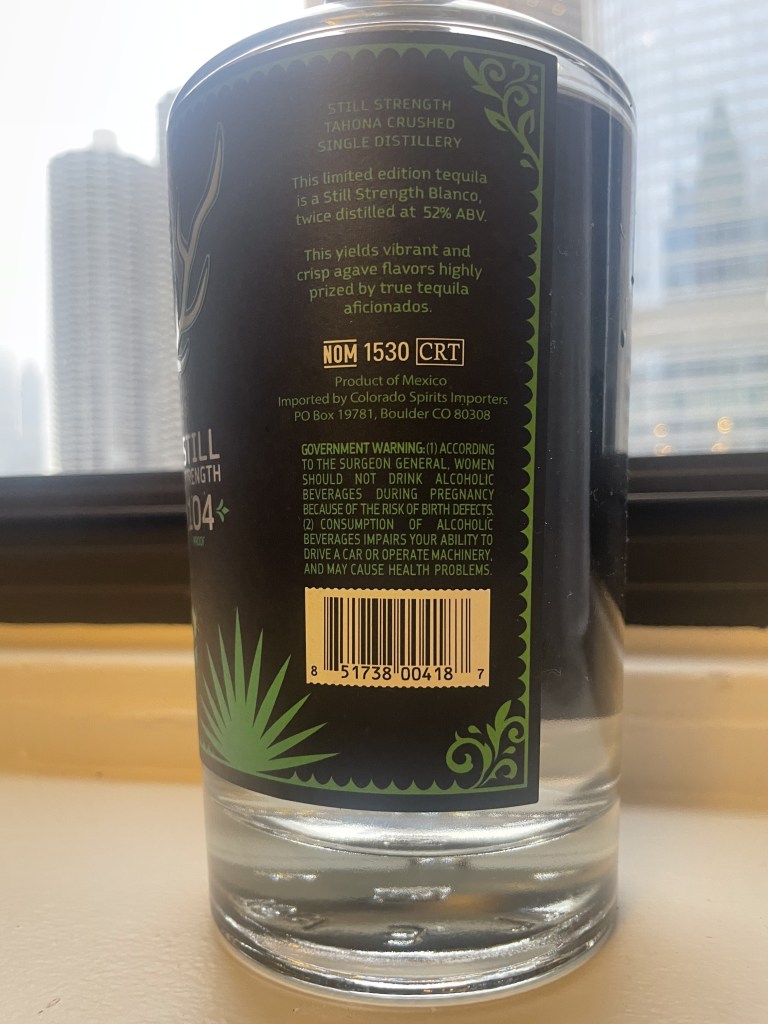 STILL STRENGTH
TAHONA CRUSHED
SINGLE DISTILLERY
This limited edition tequila
is a Still Strength Blanco,
twice distilled at 52% ABV.
This yields vibrant and
crisp agave flavors highly
prized by true tequila
aficionados.
NOM 1530 CRT
Product of Mexico
Imported by Colorado Spirits Importers
PO Box 19781, Boulder CO 80308
GOVERNMENT WARNING: (1) ACCORDING
TO THE SURGEON GENERAL, WOMEN
SHOULD NOT DRINK ALCOHOLIC
BEVERAGES DURING PREGNANCY
BECAUSE OF THE RISK OF BIRTH DEFECTS.
(2) CONSUMPTION OF ALCOHOLIC
BEVERAGES IMPAIRS YOUR ABILITY TO
DRIVE A CAR OR OPERATE MACHINERY,
AND MAY CAUSE HEALTH PROBLEMS.
8 51738 00418 7
STILL
STRENGTH
104
PROOF